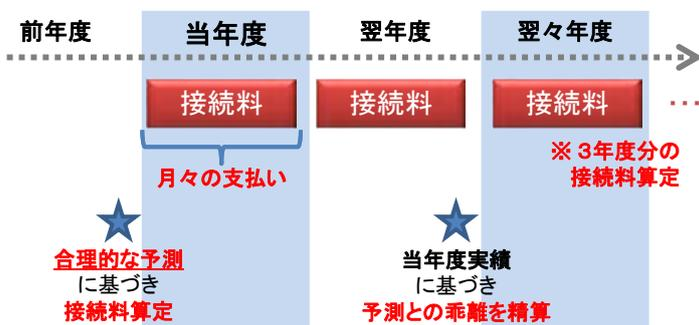 前年度 当年度 翌年度 翌々年度
接続料 接続料 接続料
月々の支払い
※ 3年度分の
接続料算定
合理的な予測
に基づき
接続料算定
当年度実績
に基づき
予測との乖離を精算